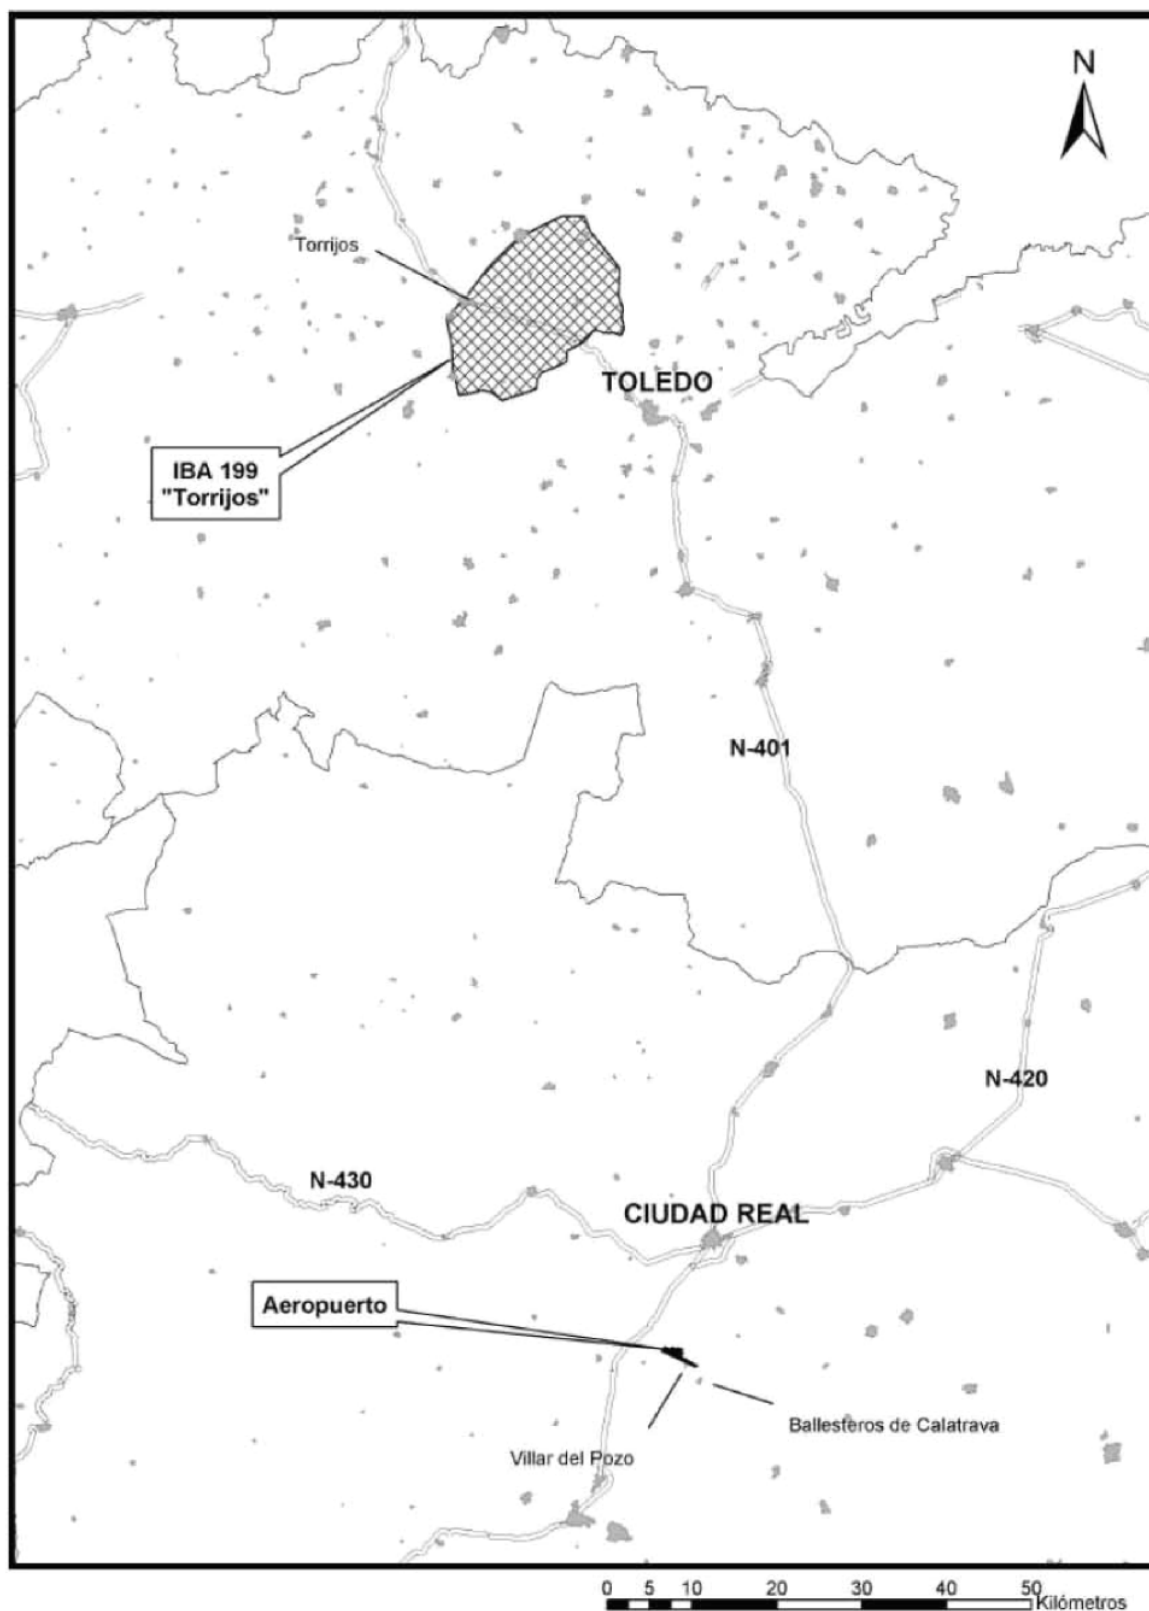 N
Torrijos
TOLEDO
IBA 199
"Torrijos"
N-401
N-420
N-430
CIUDAD REAL
Aeropuerto
Ballesteros de Calatrava
Villar del Pozo
0 5 10 20 30 40 50
Kilómetros